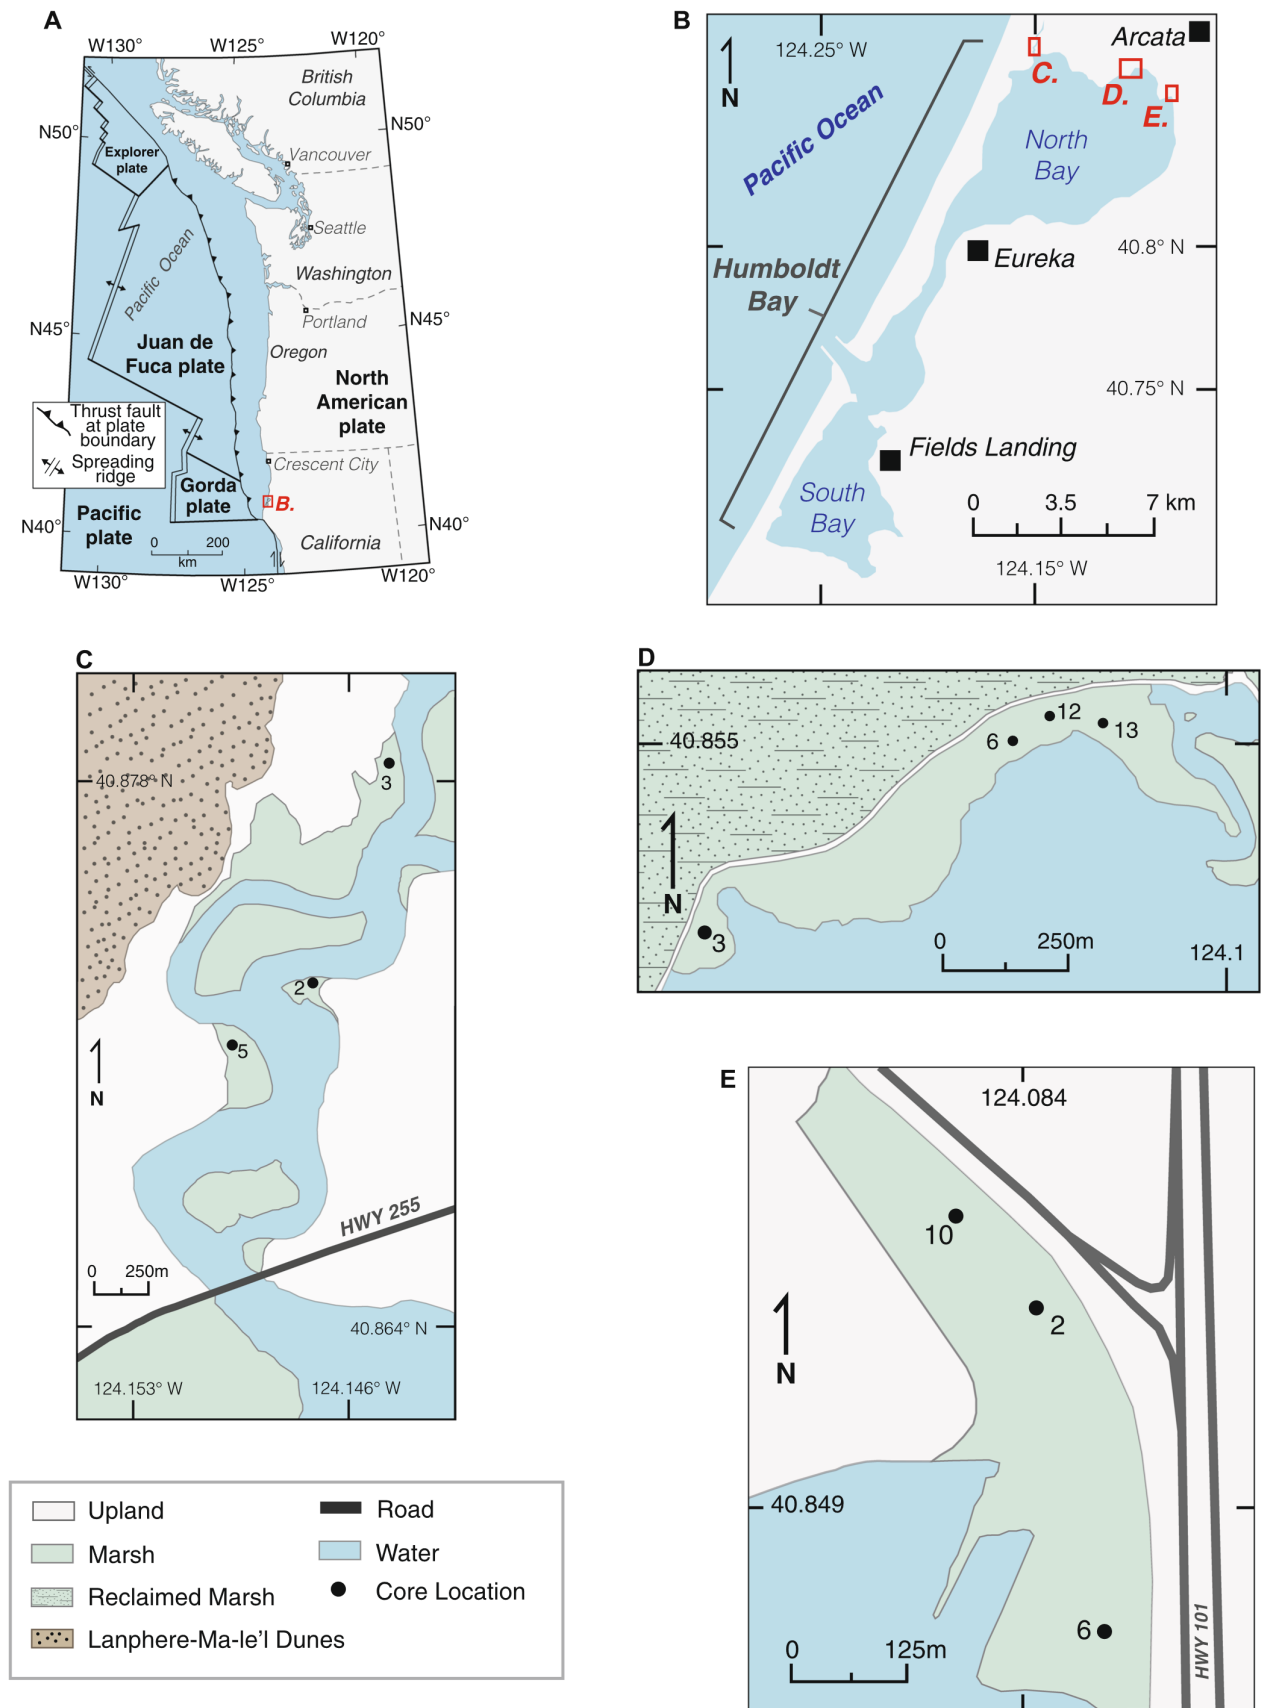 A
W130°
W125°
W120°
British
Columbia
N50°
N50°
Explorer
plate
Vancouver
Seattle
Pacific Ocean
Washington
Portland
N45°
N45°
Juan de
Fuca plate
Oregon
North
American
plate
Thrust fault
at plate
boundary
Spreading
ridge
Crescent City
Gorda
plate
B.
Pacific
plate
N40°
N40°
0
200
km
California
W130°
W125°
W120°
B
124.25° W
Arcata
N
C.
D.
E.
Pacific Ocean
North
Bay
40.8° N
Eureka
Humboldt
Bay
40.75° N
Fields Landing
South
Bay
0
3.5
7 km
124.15° W
C
40.878° N
3
2
5
N
HWY 255
0
250m
40.864° N
124.153° W
124.146° W
D
12
13
6
40.855
N
3
0
250m
124.1
E
124.084
10
2
N
40.849
6
0
125m
HWY 101
Upland
Road
Marsh
Water
Reclaimed Marsh
Core Location
Lanphere-Ma-le'l Dunes